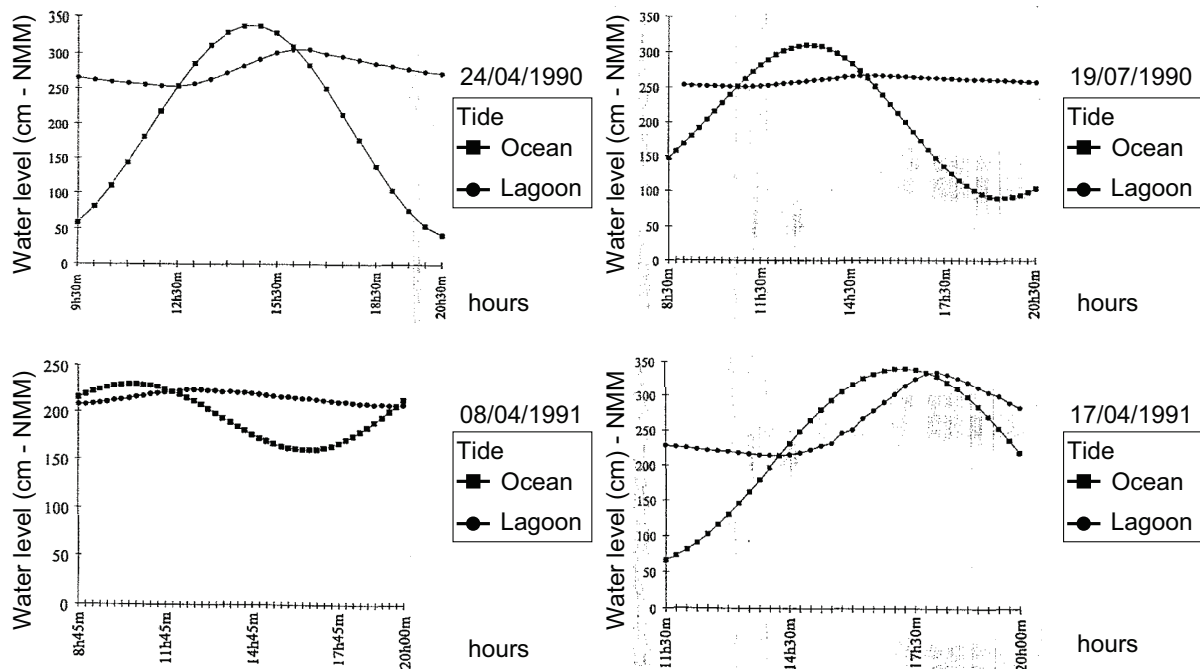 Water level (cm - NMM)
350
300
250
200
150
100
50
0
9h30m
12h30m
15h30m
18h30m
20h30m
hours
24/04/1990
Tide
Ocean
Lagoon
Water level (cm - NMM)
350
300
250
200
150
100
50
0
8h30m
11h30m
14h30m
17h30m
20h30m
hours
19/07/1990
Tide
Ocean
Lagoon
Water level (cm) - NMM)
250
200
150
100
50
0
8h45m
11h45m
14h45m
17h45m
20h00m
hours
08/04/1991
Tide
Ocean
Lagoon
Water level (cm) - NMM)
350
300
250
200
150
100
50
0
11h30m
14h30m
17h30m
20h00m
hours
17/04/1991
Tide
Ocean
Lagoon